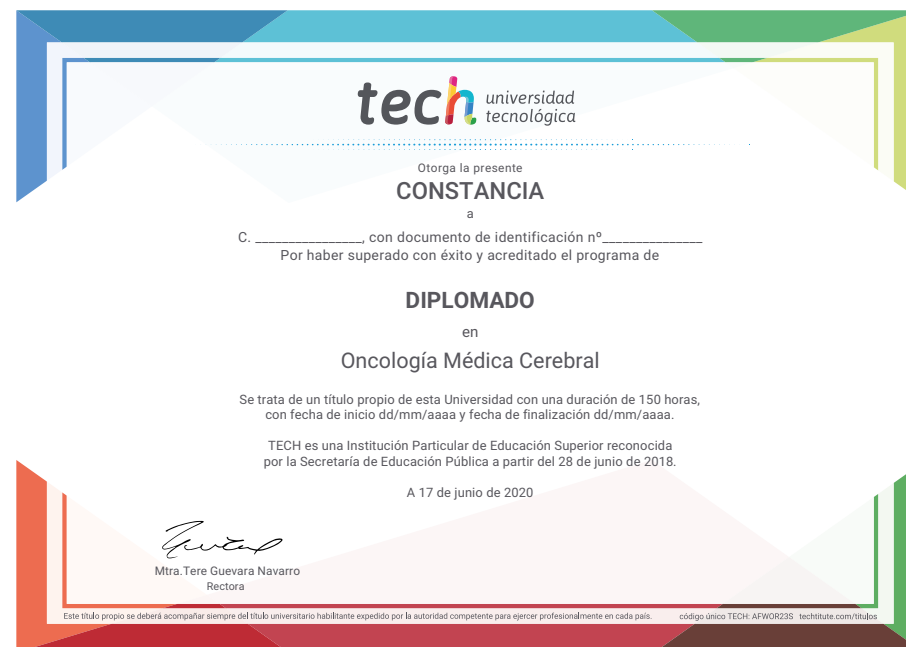 tech universidad
tecnológica
Otorga la presente
CONSTANCIA
a
C. ________________, con documento de identificación nº_______________
Por haber superado con éxito y acreditado el programa de
DIPLOMADO
en
Oncología Médica Cerebral
Se trata de un título propio de esta Universidad con una duración de 150 horas,
con fecha de inicio dd/mm/aaaa y fecha de finalización dd/mm/aaaa.
TECH es una Institución Particular de Educación Superior reconocida
por la Secretaría de Educación Pública a partir del 28 de junio de 2018.
A 17 de junio de 2020
Mtra.Tere Guevara Navarro
Rectora
Este título propio se deberá acompañar siempre del título universitario habilitante expedido por la autoridad competente para ejercer profesionalmente en cada país. código único TECH: AFWOR23S techtitute.com/titulos